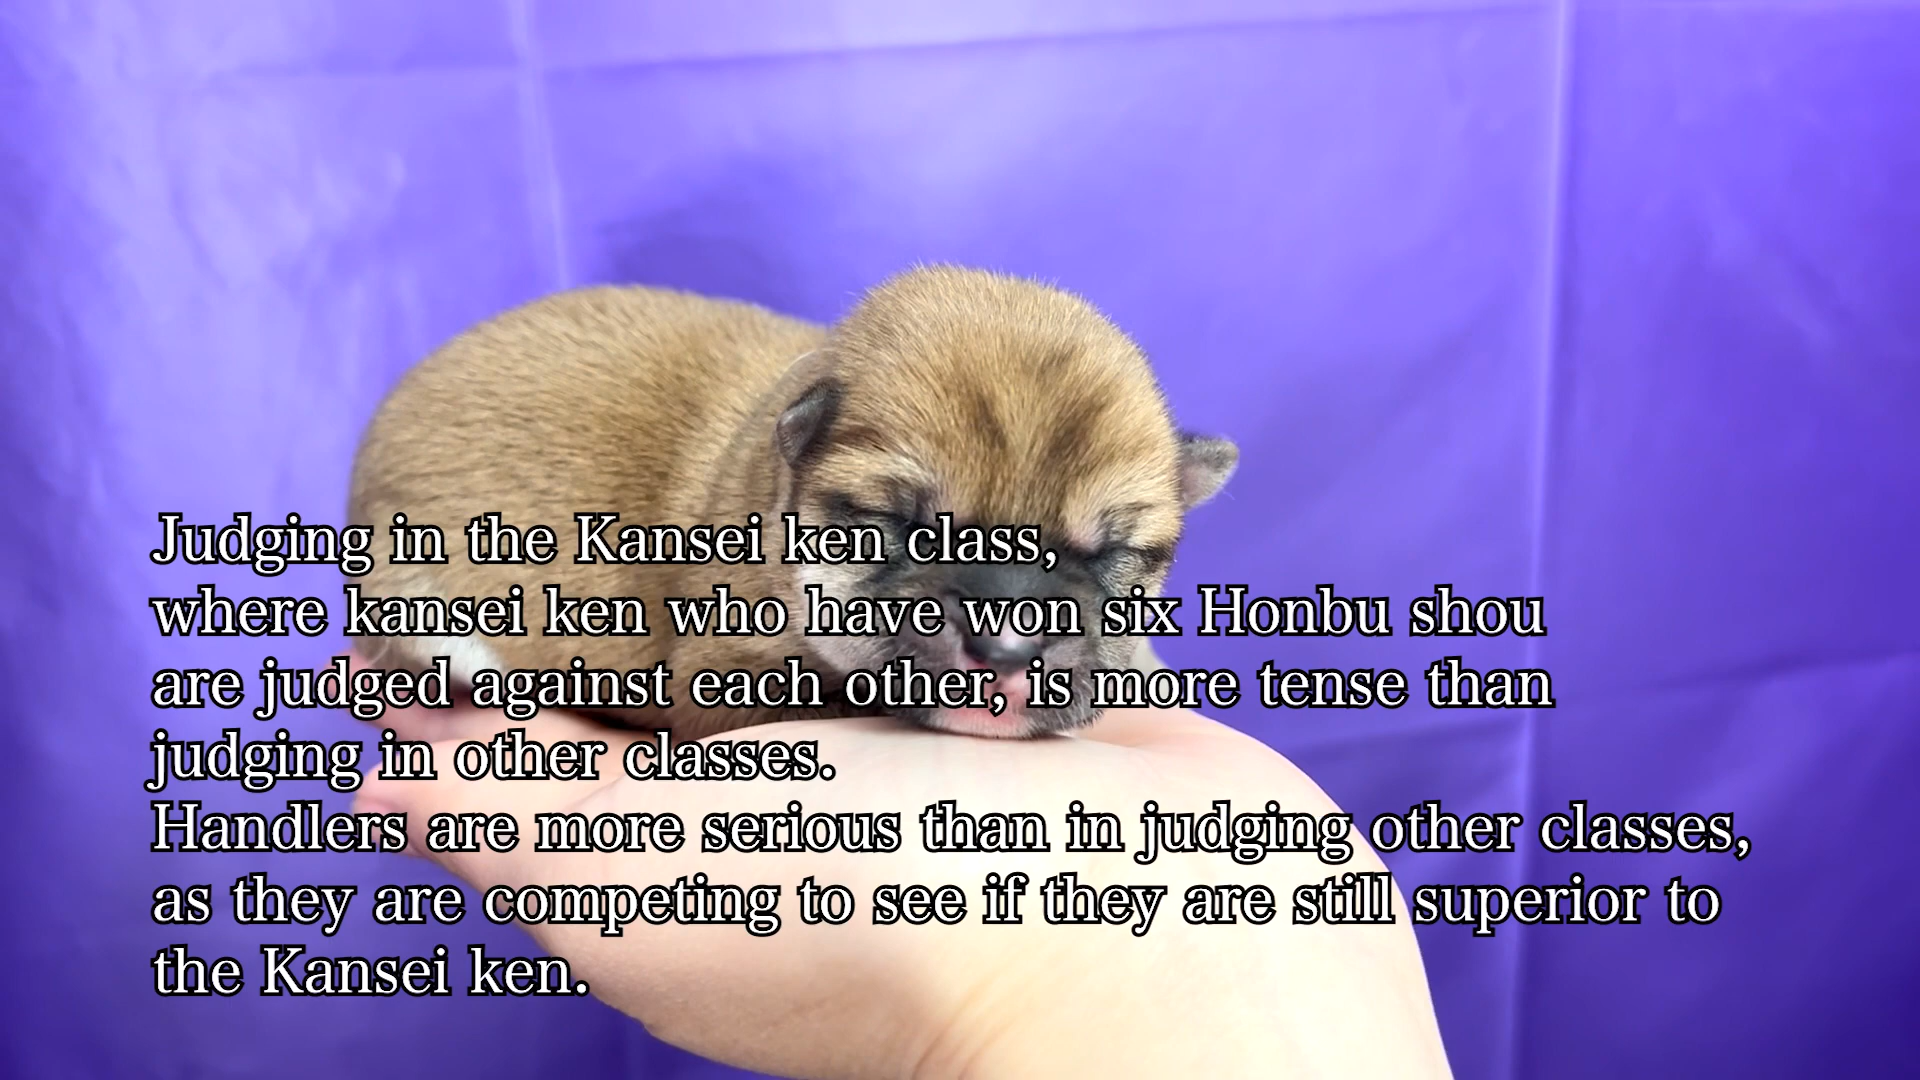 Judging in the Kansei ken class,
where kansei ken who have won six Honbu shou
are judged against each other, is more tense than
judging in other classes.
Handlers are more serious than in judging other classes,
as they are competing to see if they are still superior to
the Kansei ken.